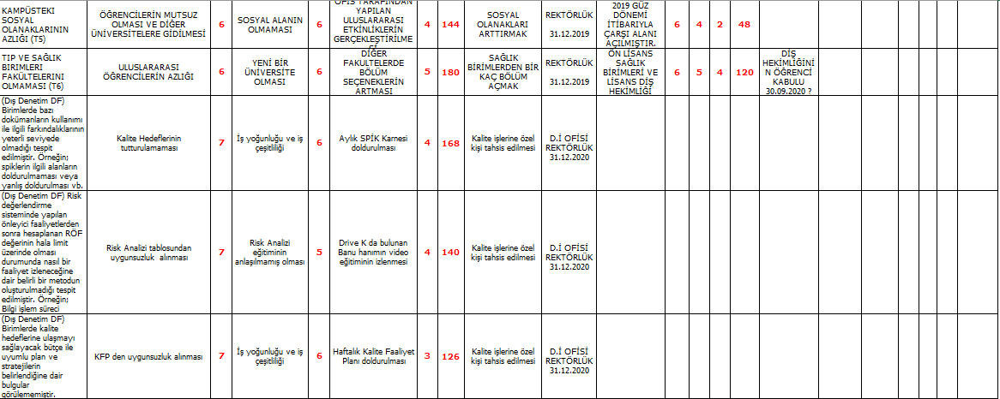 KAMPÜSTEKİ
SOSYAL
OLANAKLARININ
AZLIĞI (T5)
ÖĞRENCİLERİN MUTSUZ
OLMASI VE DİĞER
ÜNİVERSİTELERE GİDİLMESİ
6
SOSYAL ALANIN
OLMAMASI
6
OFİS TARAFINDAN
YAPILAN
ULUSLARARASI
ETKİNLİKLERİN
GERÇEKLEŞTİRİLME
4
144
SOSYAL
OLANAKLARI
ARTTIRMAK
REKTÖRLÜK
31.12.2019
2019 GÜZ
DÖNEMİ
İTİBARIYLA
ÇARŞI ALANI
AÇILMIŞTIR.
6
4
2
48
TIP VE SAĞLIK
BIRIMLERI
FAKÜLTELERINI
OLMAMASI (T6)
ULUSLARARASI
ÖĞRENCİLERİN AZLIĞI
6
YENİ BİR
ÜNİVERSİTE
OLMASI
6
DİĞER
FAKULTELERDE
BÖLÜM
SEÇENEKLERİN
ARTMASI
5
180
SAĞLIK
BİRİMLERDEN BİR
KAÇ BÖLÜM
AÇMAK
REKTÖRLÜK
31.12.2019
ÖN LİSANS
SAĞLIK
BİRİMLERİ VE
LİSANS DİŞ
HEKİMLİĞİ
6
5
4
120
DİŞ
HEKİMLİĞİNİ
N ÖĞRENCİ
KABULU
30.09.2020 ?
(Dış Denetim DF)
Birimlerde bazı
dokümanların kullanımı
ile ilgili farkındalıklarının
yeterli seviyede
olmadığı tespit
edilmiştir. Örneğin;
spiklerin ilgili alanların
doldurulmaması veya
yanlış doldurulması vb.
Kalite Hedeflerinin
tutturulamaması
7
İş yoğunluğu ve iş
çeşitliliği
6
Aylık SPİK Karnesi
doldurulması
4
168
Kalite işlerine özel
kişi tahsis edilmesi
D.İ OFİSİ
REKTÖRLÜK
31.12.2020
(Dış Denetim DF) Risk
değerlendirme
sisteminde yapılan
önleyici faaliyetlerden
sonra hesaplanan RÖF
değerinin hala limit
üzerinde olması
durumunda nasıl bir
faaliyet izleneceğine
dair belirli bir metodun
oluşturulmadığı tespit
edilmiştir. Örneğin;
Bilgi işlem süreci
Risk Analizi tablosundan
uygunsuzluk alınması
7
Risk Analizi
eğitiminin
anlaşılmamış olması
5
Drive K da bulunan
Banu hanımın video
eğitiminin izlenmesi
4
140
Kalite işlerine özel
kişi tahsis edilmesi
D.İ OFİSİ
REKTÖRLÜK
31.12.2020
(Dış Denetim DF)
Birimlerde kalite
hedeflerine ulaşmayı
sağlayacak bütçe ile
uyumlu plan ve
stratejilerin
belirlendiğine dair
bulgular
görülememiştir.
KFP den uygunsuzluk alınması
7
İş yoğunluğu ve iş
çeşitliliği
6
Haftalık Kalite Faaliyet
Planı doldurulması
3
126
Kalite işlerine özel
kişi tahsis edilmesi
D.İ OFİSİ
REKTÖRLÜK
31.12.2020